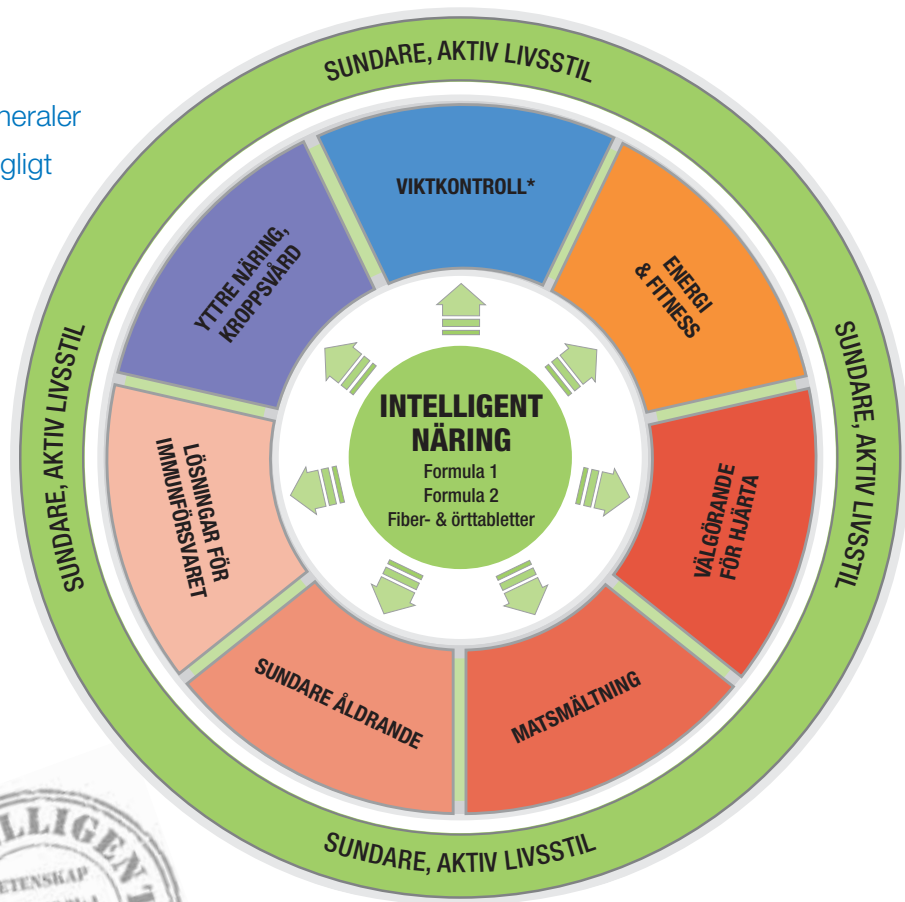 SUNDARE, AKTIV LIVSSTIL
VIKTKONTROLL*
ENERGI
& FITNESS
VÄLGÖRANDE
FÖR HJÄRTA
MATSMÄLTNING
SUNDARE ÅLDRANDE
LÖSNINGAR FÖR
IMMUNFÖRSVARET
YTTRE NÄRING,
KROPPSVÅRD
INTELLIGENT
NÄRING
Formula 1
Formula 2
Fiber- & örttabletter
SUNDARE, AKTIV LIVSSTIL
SUNDARE, AKTIV LIVSSTIL
SUNDARE, AKTIV LIVSSTIL